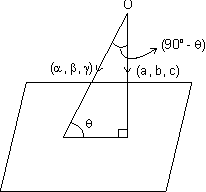 O
(90° - θ)
(α, β, γ) (a, b, c)
θ